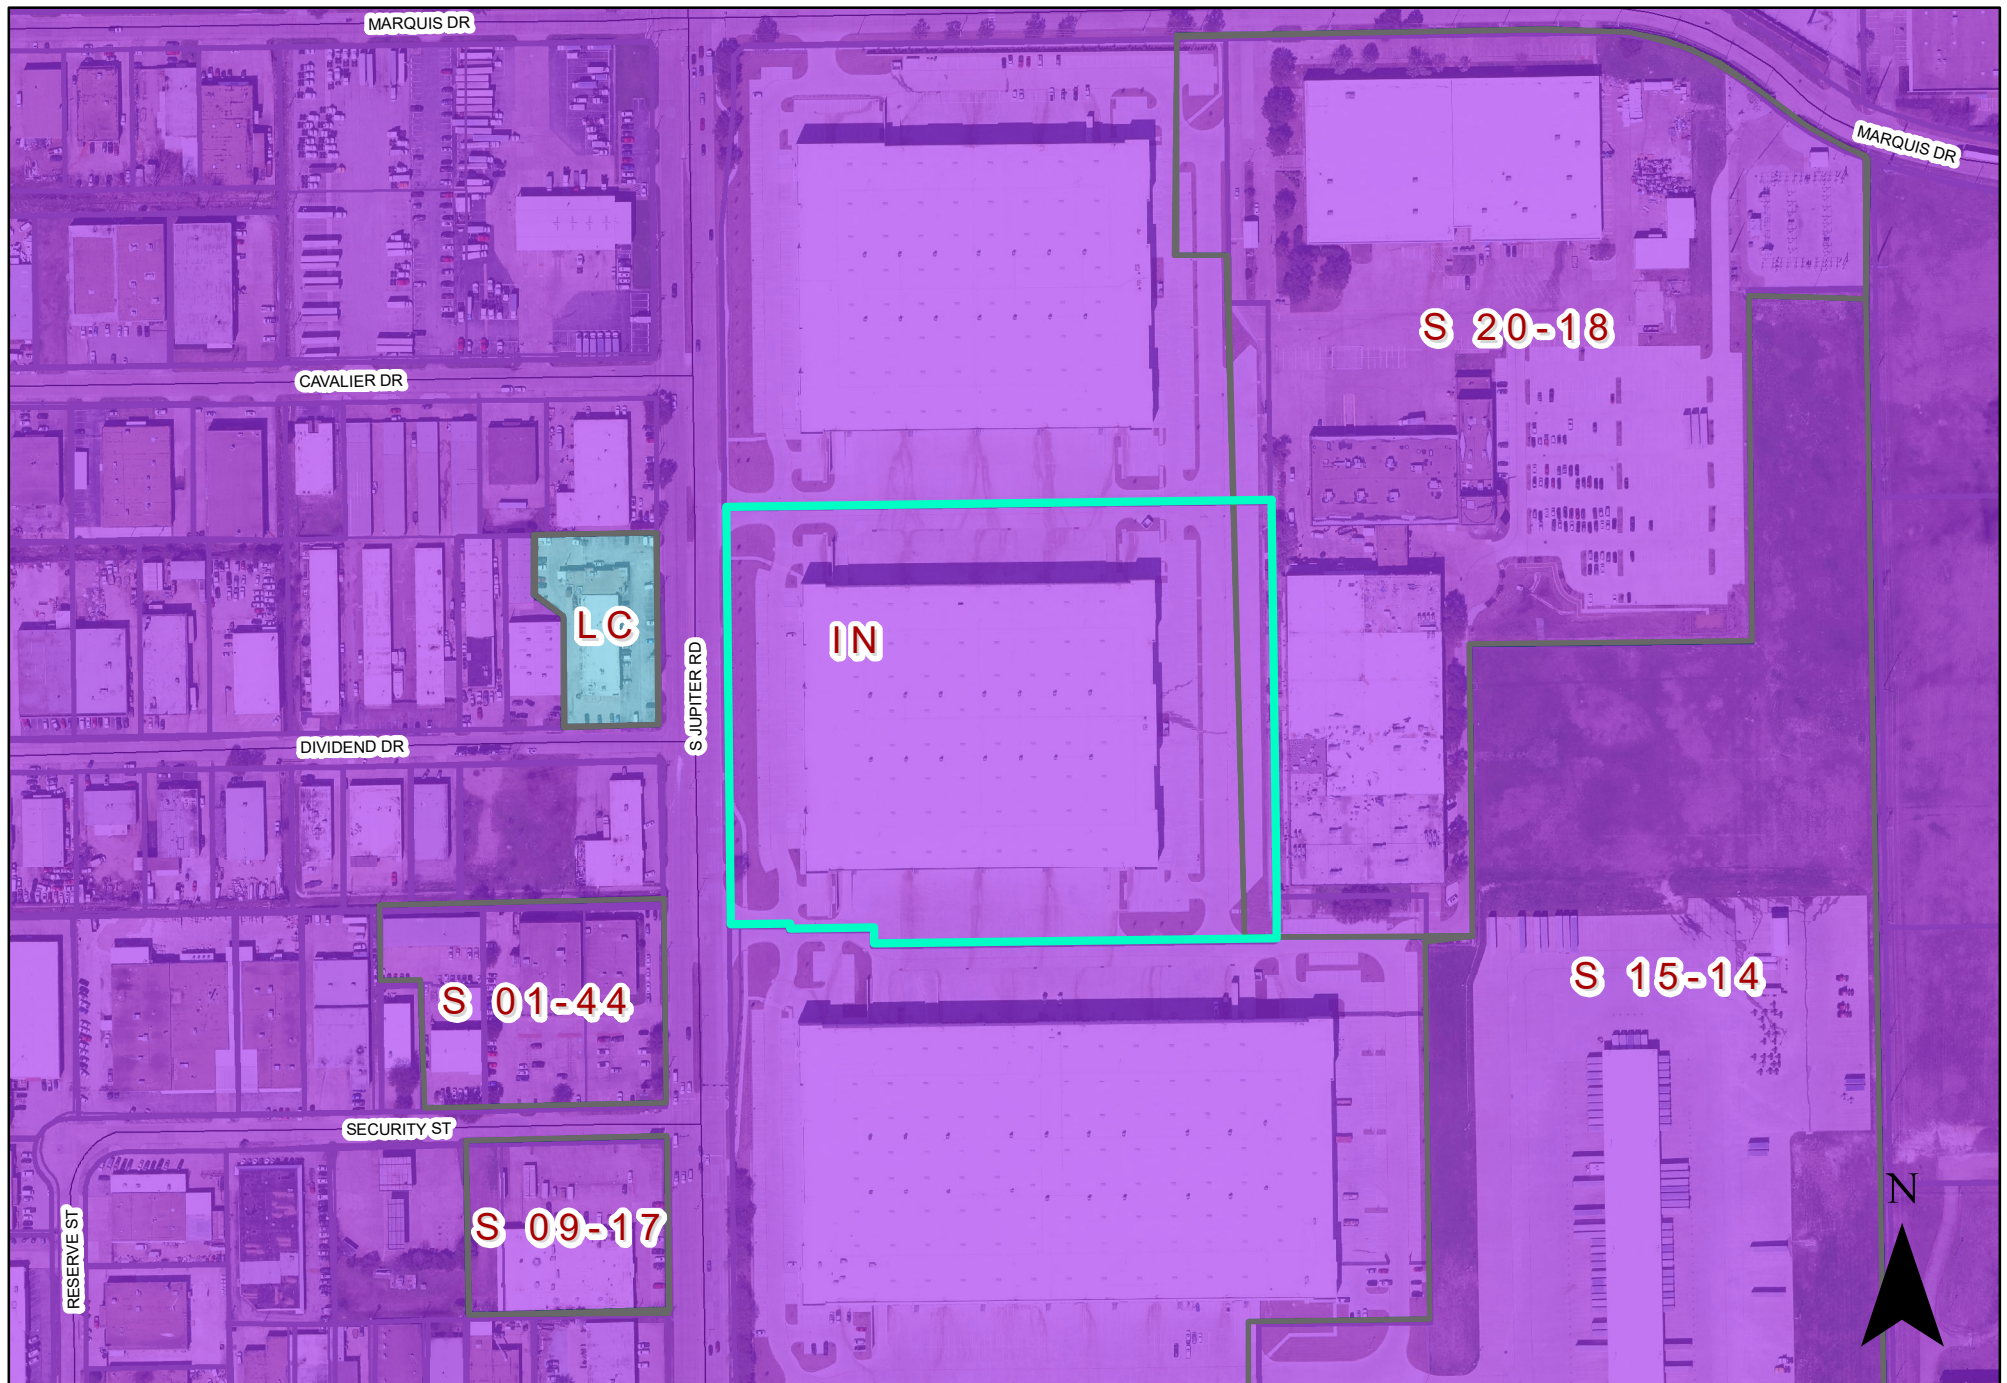 MARQUIS DR
MARQUIS DR
S 20-18
CAVALIER DR
LC
IN
S JUPITER RD
DIVIDEND DR
S 01-44
S 15-14
SECURITY ST
N
S 09-17
RESERVE ST